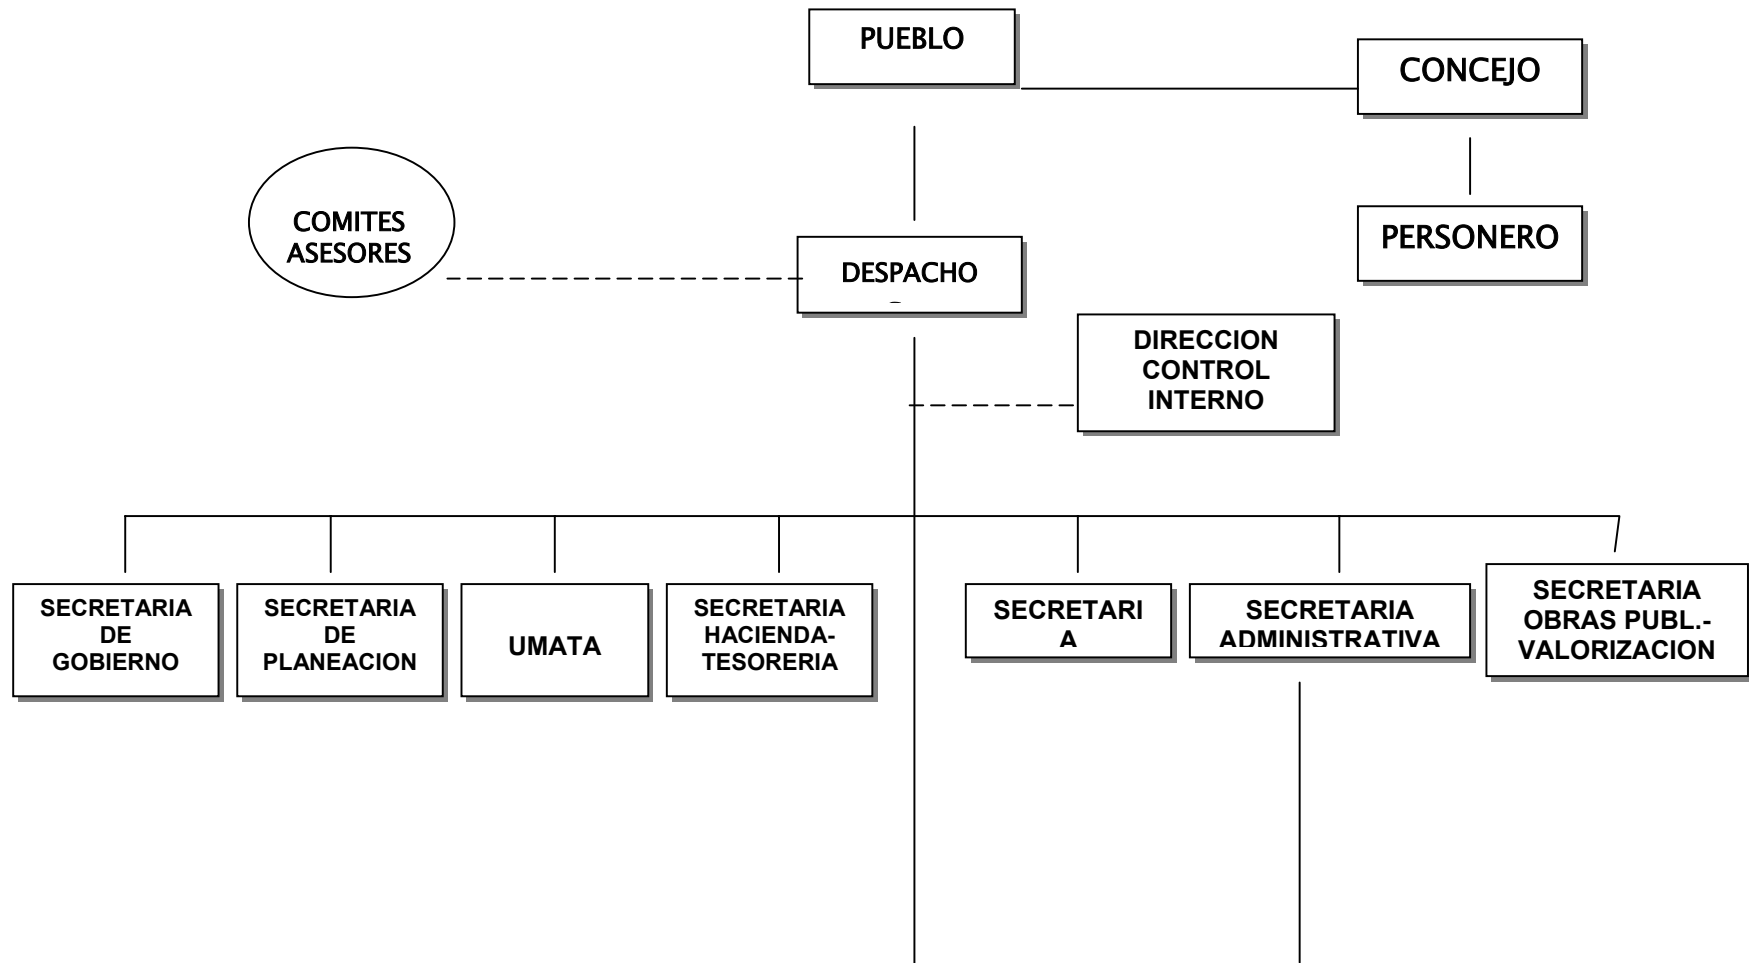 PUEBLO
CONCEJO
COMITES
ASESORES
PERSONERO
DESPACHO
DIRECCION
CONTROL
INTERNO
SECRETARIA
DE
GOBIERNO
SECRETARIA
DE
PLANEACION
UMATA
SECRETARIA
HACIENDA-
TESORERIA
SECRETARI
A
SECRETARIA
ADMINISTRATIVA
SECRETARIA
OBRAS PUBL.-
VALORIZACION